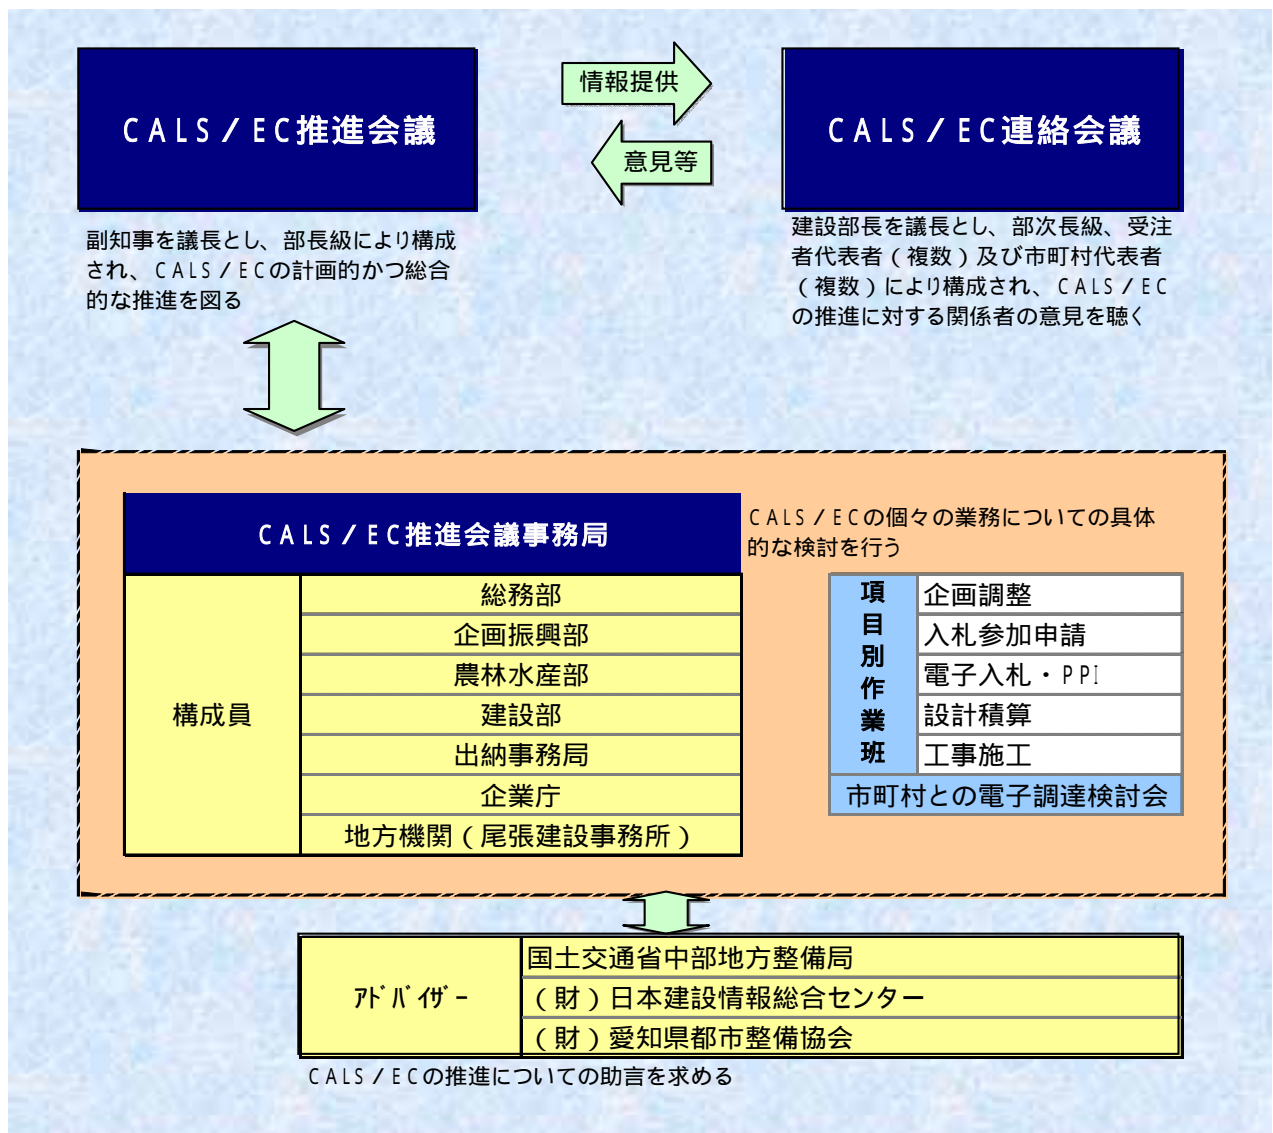 CALS／EC推進会議
情報提供
意見等
CALS／EC連絡会議
副知事を議長とし、部長級により構成
され、CALS／ECの計画的かつ総合
的な推進を図る
建設部長を議長とし、部次長級、受注
者代表者（複数）及び市町村代表者
（複数）により構成され、CALS／EC
の推進に対する関係者の意見を聴く
CALS／EC推進会議事務局
構成員
総務部
企画振興部
農林水産部
建設部
出納事務局
企業庁
地方機関（尾張建設事務所）
CALS／ECの個々の業務についての具体
的な検討を行う
項目別作業班
企画調整
入札参加申請
電子入札・PPI
設計積算
工事施工
市町村との電子調達検討会
ｱﾄﾞﾊﾞｲｻﾞｰ
国土交通省中部地方整備局
（財）日本建設情報総合センター
（財）愛知県都市整備協会
CALS／ECの推進についての助言を求める